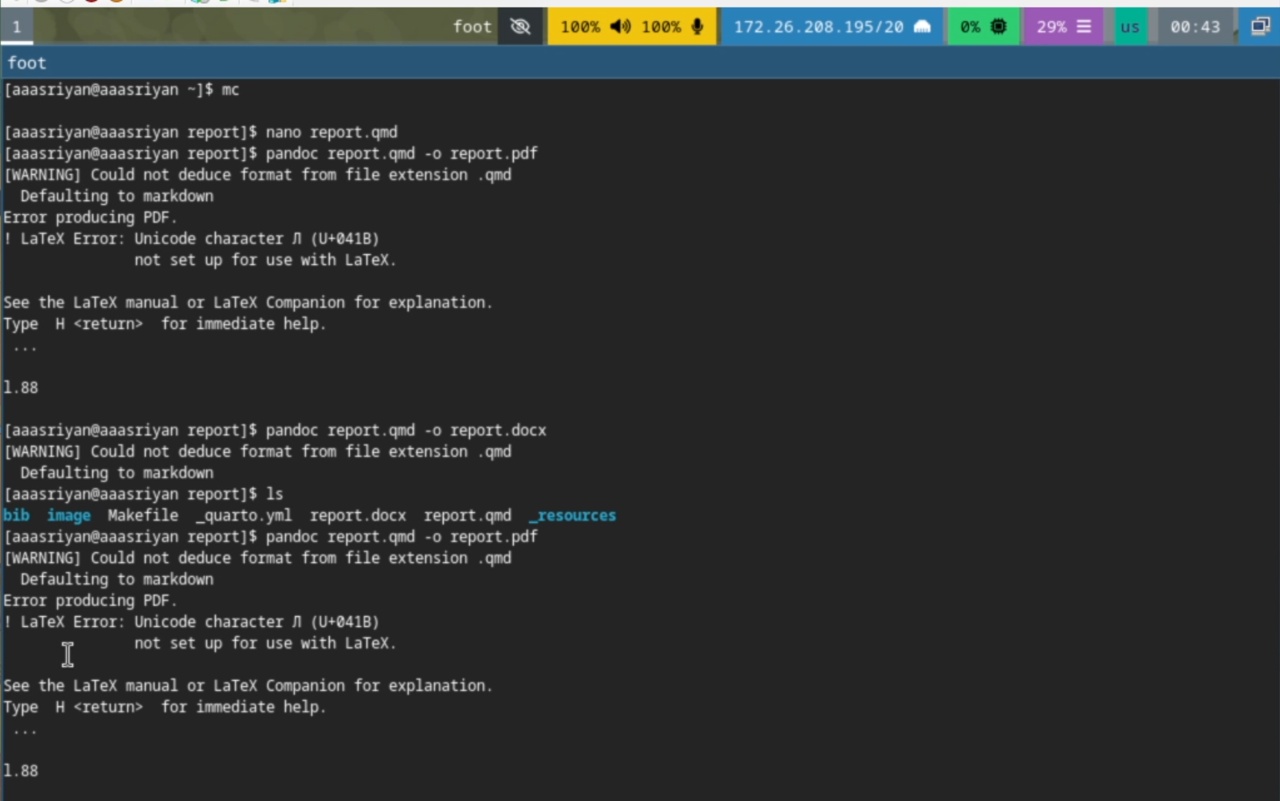 1 foot 100% 100% 172.26.208.195/20 0% 29% us 00:43
foot
[aaasriyan@aaasriyan ~]$ mc
[aaasriyan@aaasriyan report]$ nano report.qmd
[aaasriyan@aaasriyan report]$ pandoc report.qmd -o report.pdf
[WARNING] Could not deduce format from file extension .qmd
  Defaulting to markdown
Error producing PDF.
! LaTeX Error: Unicode character Л (U+041B)
               not set up for use with LaTeX.
See the LaTeX manual or LaTeX Companion for explanation.
Type  H <return>  for immediate help.
 ...
l.88
[aaasriyan@aaasriyan report]$ pandoc report.qmd -o report.docx
[WARNING] Could not deduce format from file extension .qmd
  Defaulting to markdown
[aaasriyan@aaasriyan report]$ ls
bib  image  Makefile  _quarto.yml  report.docx  report.qmd  _resources
[aaasriyan@aaasriyan report]$ pandoc report.qmd -o report.pdf
[WARNING] Could not deduce format from file extension .qmd
  Defaulting to markdown
Error producing PDF.
! LaTeX Error: Unicode character Л (U+041B)
               not set up for use with LaTeX.
See the LaTeX manual or LaTeX Companion for explanation.
Type  H <return>  for immediate help.
 ...
l.88